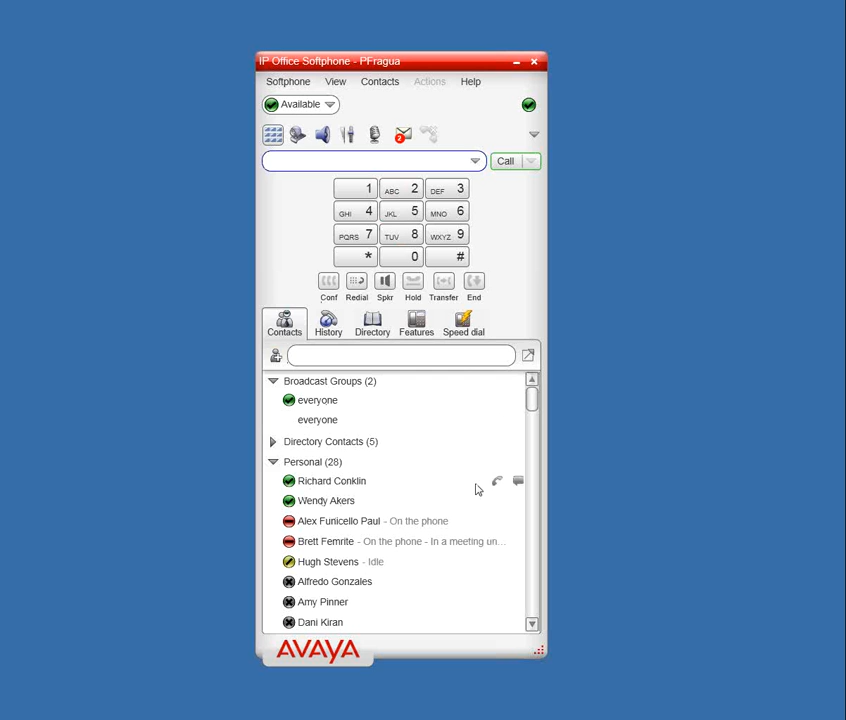 IP Office Softphone - PFragua
Softphone View Contacts Actions Help
Available
2
Call
1 ABC 2 DEF 3
GHI 4 JKL 5 MNO 6
PQRS 7 TUV 8 WXYZ 9
* 0 #
Conf Redial Spkr Hold Transfer End
Contacts History Directory Features Speed dial
Broadcast Groups (2)
everyone
everyone
Directory Contacts (5)
Personal (28)
Richard Conklin
Wendy Akers
Alex Funicello Paul - On the phone
Brett Femrite - On the phone - In a meeting un...
Hugh Stevens - Idle
Alfredo Gonzales
Amy Pinner
Dani Kiran
AVAYA